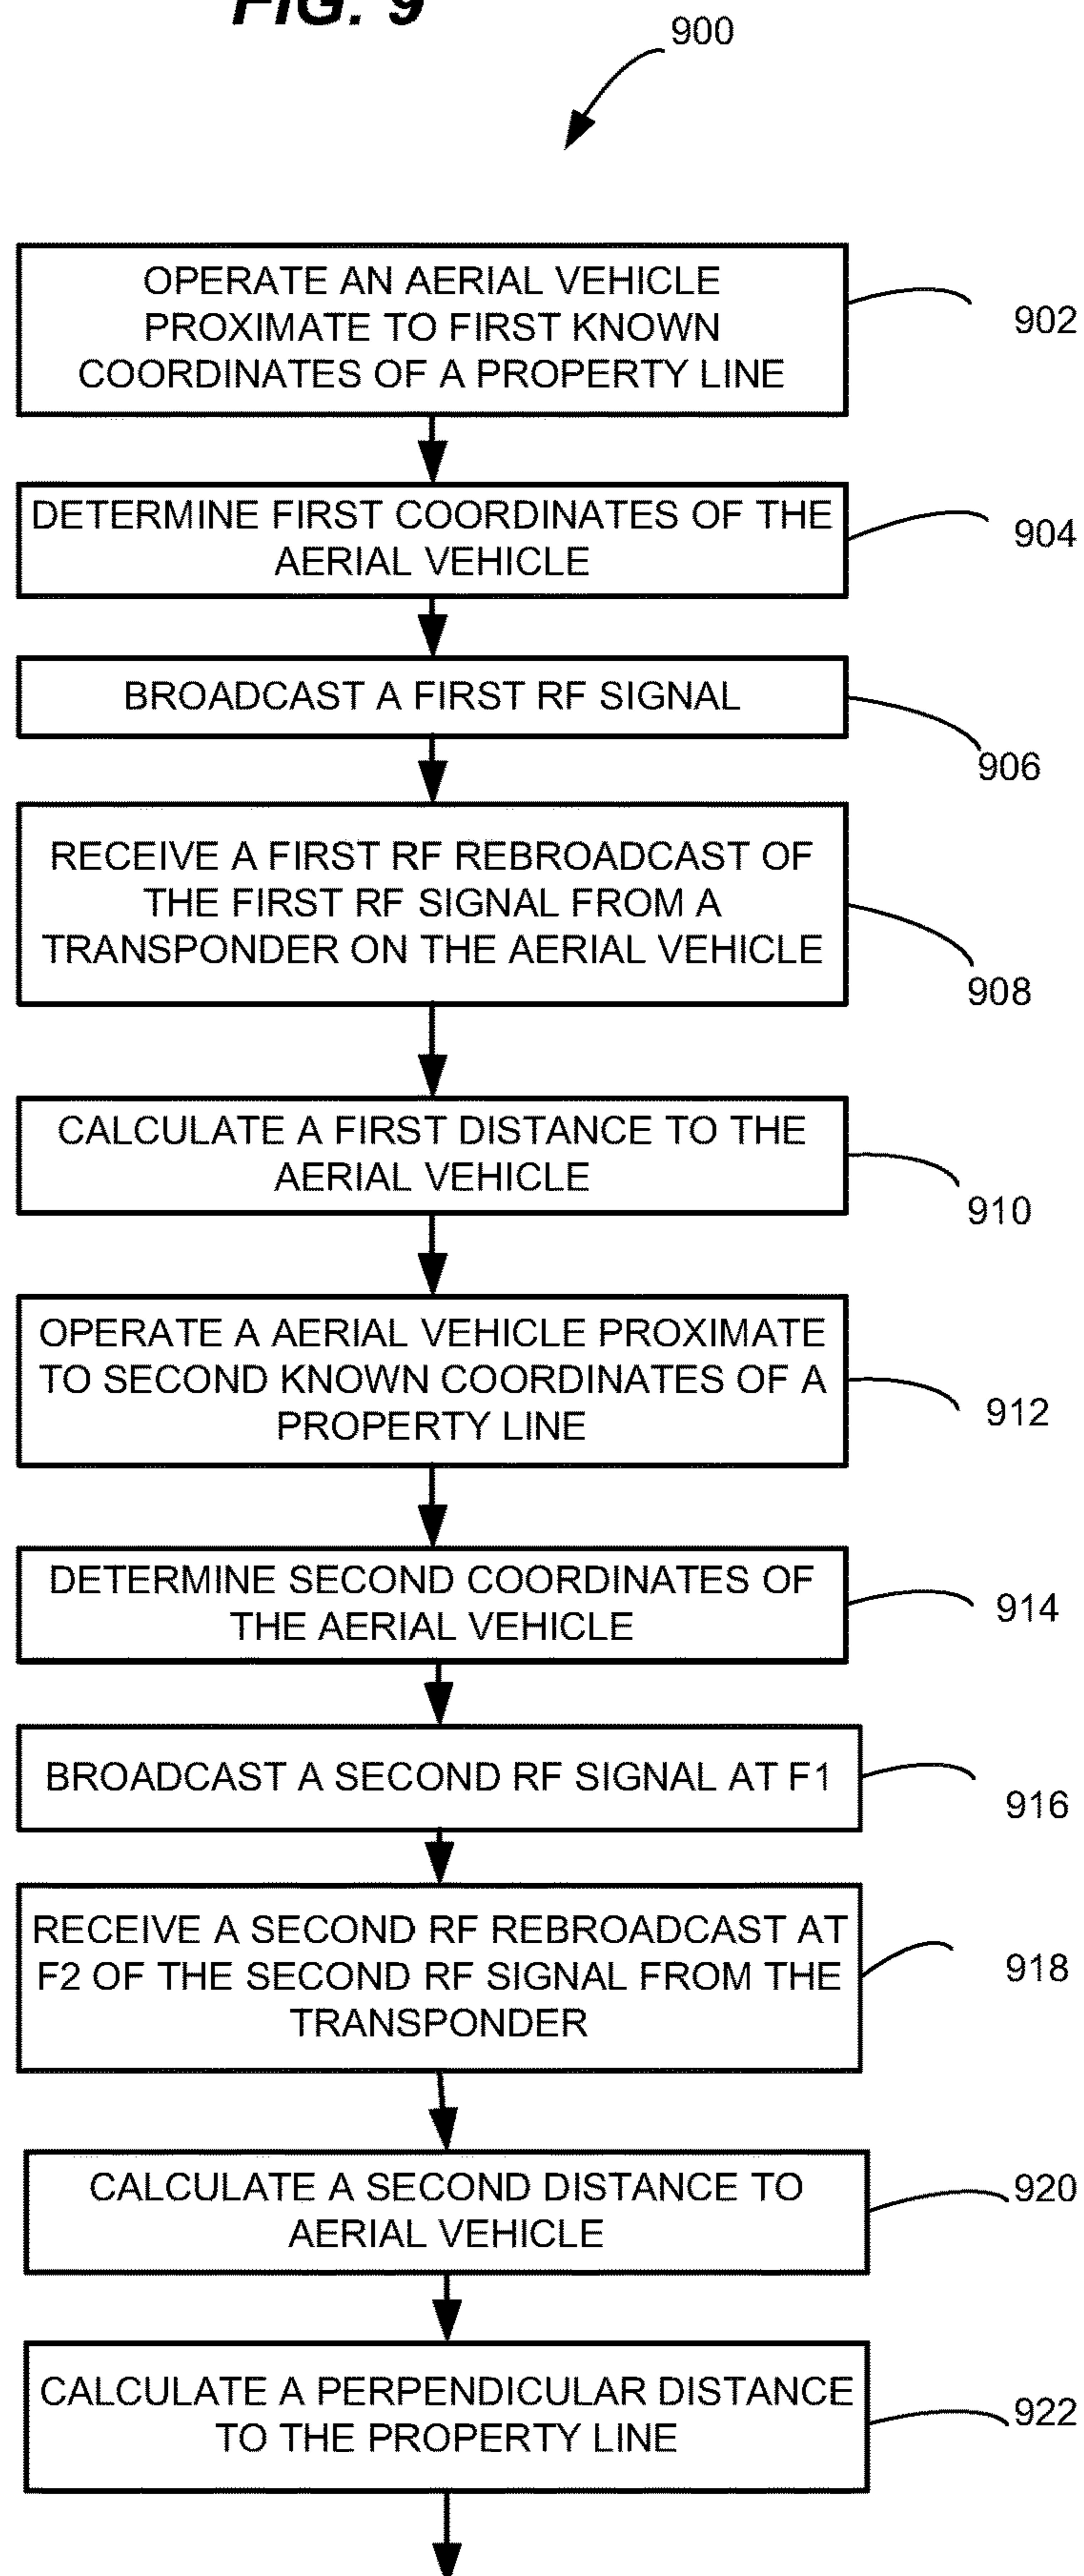 FIG. 9
900
OPERATE AN AERIAL VEHICLE
PROXIMATE TO FIRST KNOWN
COORDINATES OF A PROPERTY LINE
902
DETERMINE FIRST COORDINATES OF THE
AERIAL VEHICLE
904
BROADCAST A FIRST RF SIGNAL
906
RECEIVE A FIRST RF REBROADCAST OF
THE FIRST RF SIGNAL FROM A
TRANSPONDER ON THE AERIAL VEHICLE
908
CALCULATE A FIRST DISTANCE TO THE
AERIAL VEHICLE
910
OPERATE A AERIAL VEHICLE PROXIMATE
TO SECOND KNOWN COORDINATES OF A
PROPERTY LINE
912
DETERMINE SECOND COORDINATES OF
THE AERIAL VEHICLE
914
BROADCAST A SECOND RF SIGNAL AT F1
916
RECEIVE A SECOND RF REBROADCAST AT
F2 OF THE SECOND RF SIGNAL FROM THE
TRANSPONDER
918
CALCULATE A SECOND DISTANCE TO
AERIAL VEHICLE
920
CALCULATE A PERPENDICULAR DISTANCE
TO THE PROPERTY LINE
922